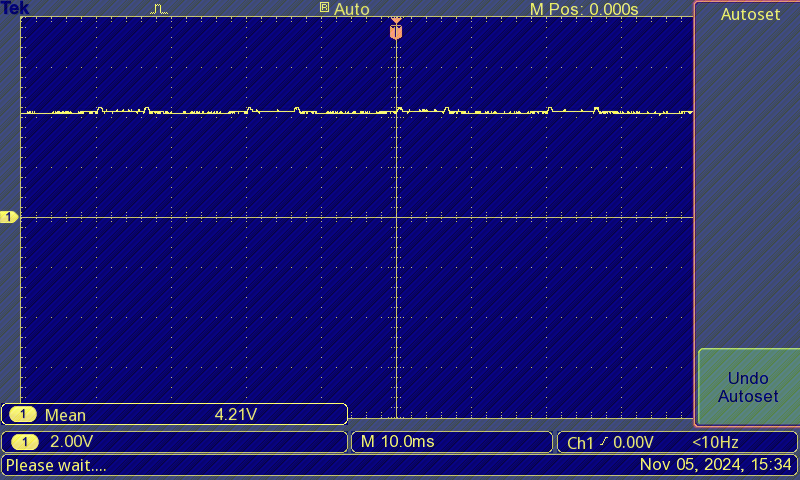 Tek R Auto M Pos: 0.000s
Autoset
T
1
Undo
Autoset
1 Mean 4.21V
1 2.00V M 10.0ms Ch1 0.00V <10Hz
Please wait.... Nov 05, 2024, 15:34